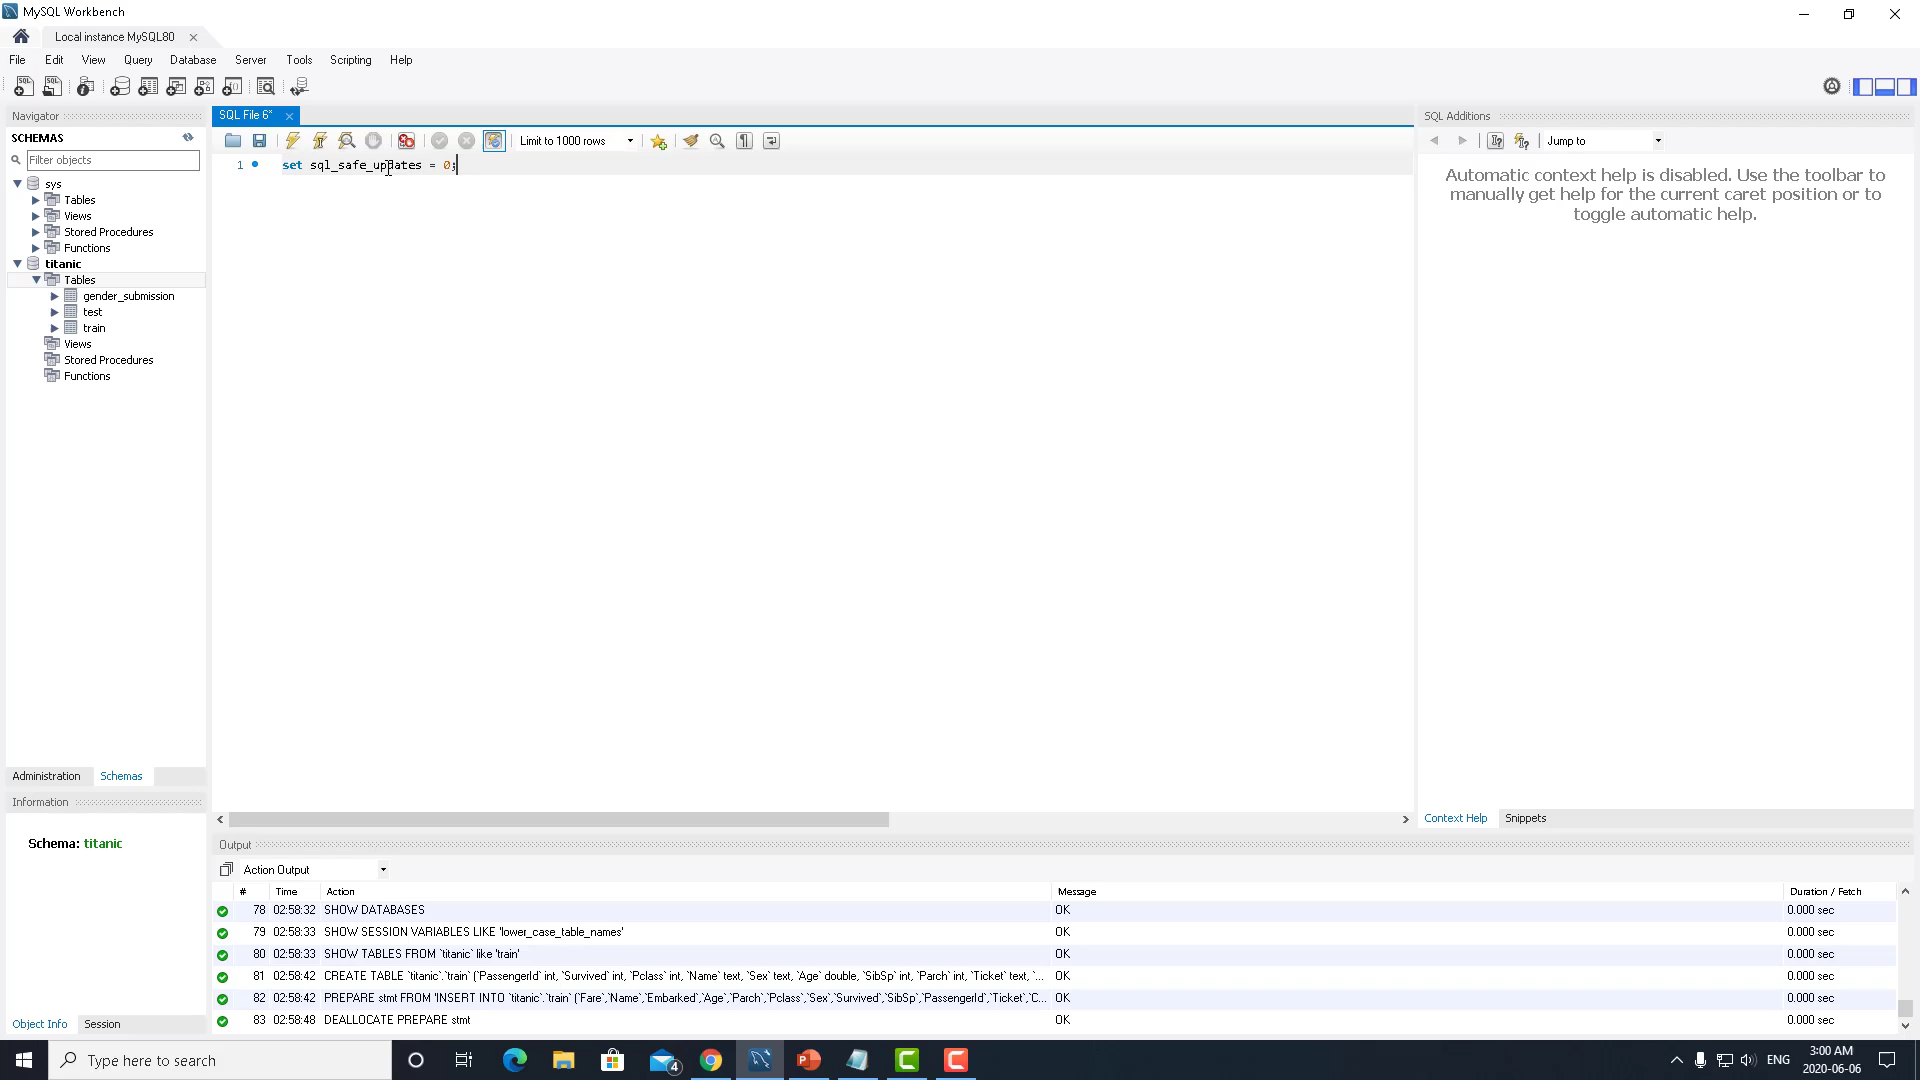 MySQL Workbench
Local instance MySQL80
File Edit View Query Database Server Tools Scripting Help
Navigator
SCHEMAS
Filter objects
sys
Tables
Views
Stored Procedures
Functions
titanic
Tables
gender_submission
test
train
Views
Stored Procedures
Functions
Administration Schemas
Information
Schema: titanic
Object Info Session
SQL File 6*
Limit to 1000 rows
1 set sql_safe_updates = 0;
SQL Additions
Jump to
Automatic context help is disabled. Use the toolbar to
manually get help for the current caret position or to
toggle automatic help.
Context Help Snippets
Output
Action Output
# Time Action Message Duration / Fetch
78 02:58:32 SHOW DATABASES OK 0.000 sec
79 02:58:33 SHOW SESSION VARIABLES LIKE 'lower_case_table_names' OK 0.000 sec
80 02:58:33 SHOW TABLES FROM `titanic` like 'train' OK 0.000 sec
81 02:58:42 CREATE TABLE `titanic`.`train` (`PassengerId` int, `Survived` int, `Pclass` int, `Name` text, `Sex` text, `Age` double, `SibSp` int, `Parch` int, `Ticket` text, `... OK 0.000 sec
82 02:58:42 PREPARE stmt FROM 'INSERT INTO `titanic`.`train` (`Fare`,`Name`,`Embarked`,`Age`,`Parch`,`Pclass`,`Sex`,`Survived`,`SibSp`,`PassengerId`,`Ticket`,`C... OK 0.000 sec
83 02:58:48 DEALLOCATE PREPARE stmt OK 0.000 sec
Type here to search
4
ENG
3:00 AM
2020-06-06